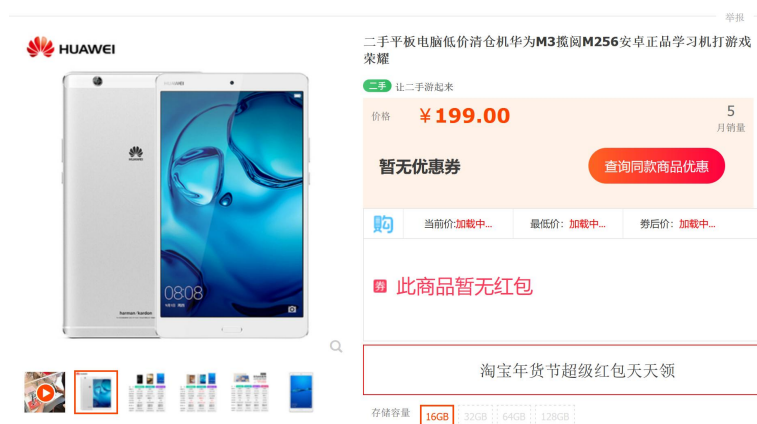 举报
HUAWEI
二手平板电脑低价清仓机华为M3揽阅M256安卓正品学习机打游戏
荣耀
二手 让二手游起来
价格 ¥199.00 5
月销量
暂无优惠券 查询同款商品优惠
购 当前价:加载中... 最低价: 加载中... 劵后价: 加载中...
券 此商品暂无红包
淘宝年货节超级红包天天领
存储容量 16GB 32GB 64GB 128GB
HUAWEI
HUAWEI
08:08
harman/kardon